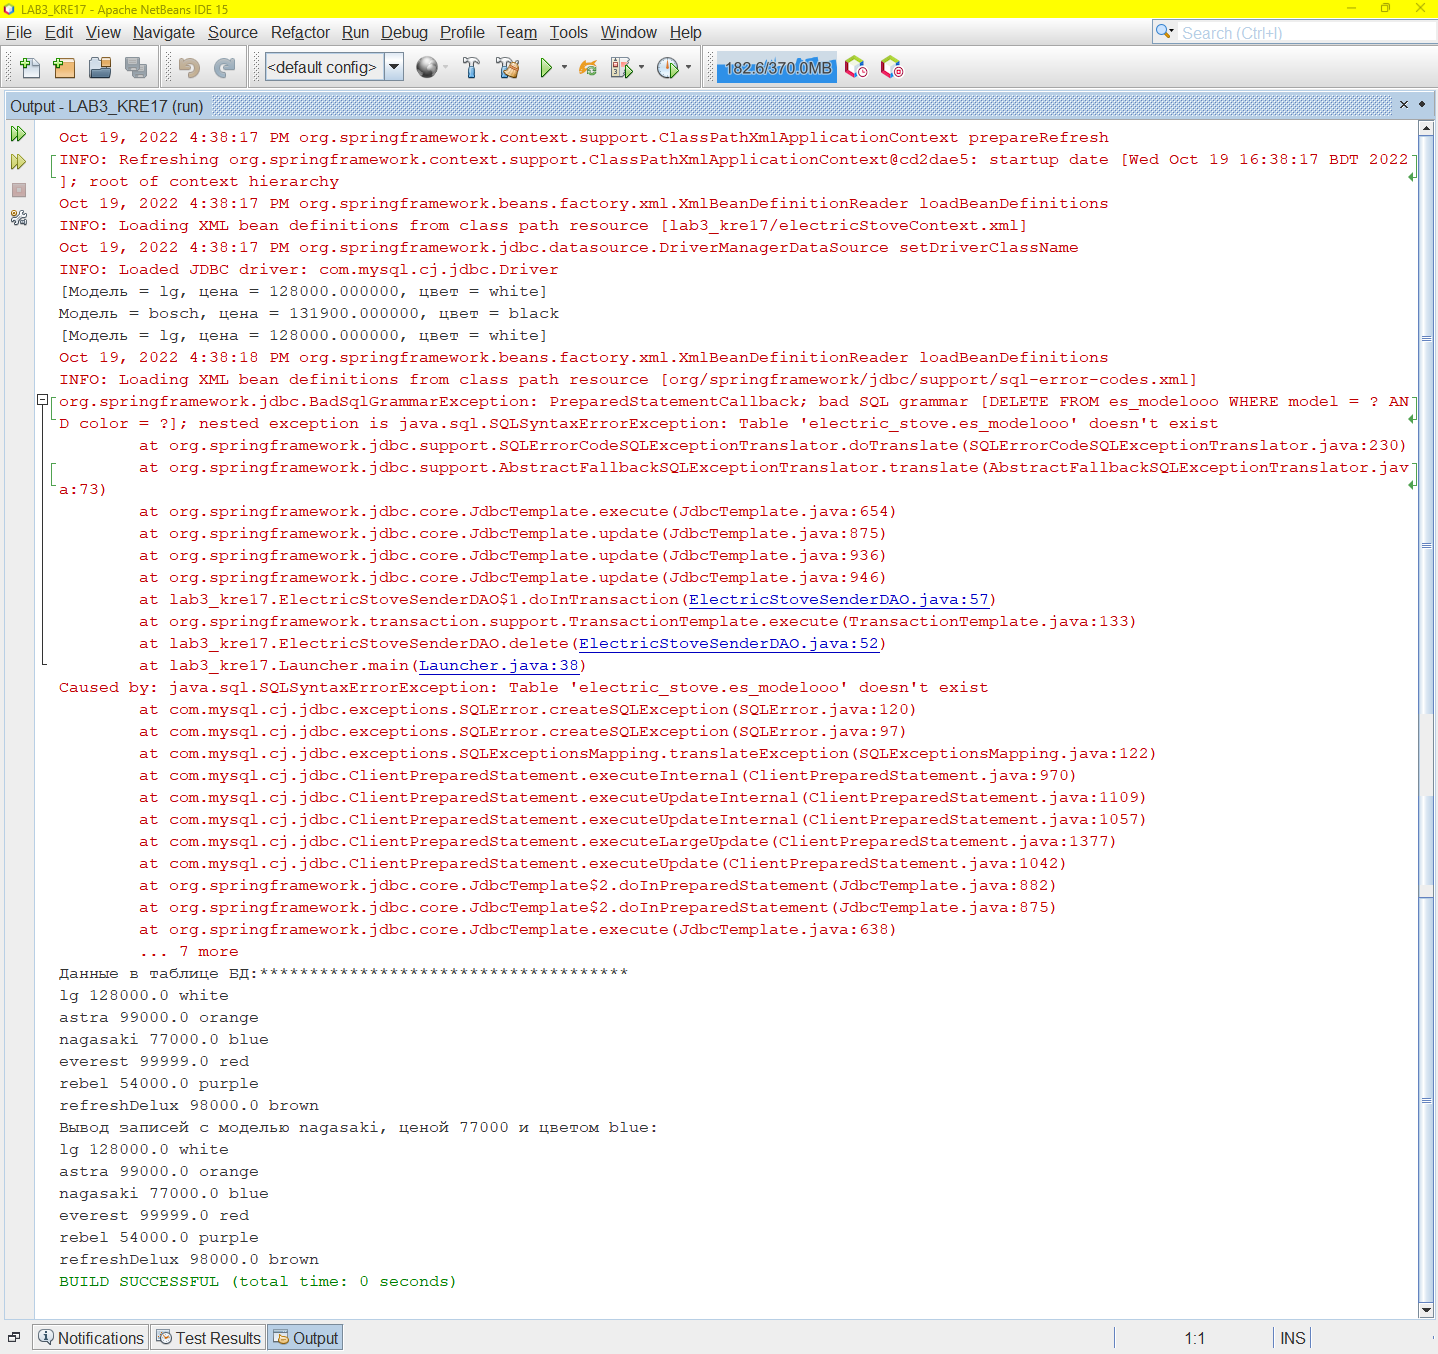 LAB3_KRE17 - Apache NetBeans IDE 15
File Edit View Navigate Source Refactor Run Debug Profile Team Tools Window Help
Search (Ctrl+I)
<default config>
182.6/370.0MB
Output - LAB3_KRE17 (run)
Oct 19, 2022 4:38:17 PM org.springframework.context.support.ClassPathXmlApplicationContext prepareRefresh
INFO: Refreshing org.springframework.context.support.ClassPathXmlApplicationContext@cd2dae5: startup date [Wed Oct 19 16:38:17 BDT 2022
]; root of context hierarchy
Oct 19, 2022 4:38:17 PM org.springframework.beans.factory.xml.XmlBeanDefinitionReader loadBeanDefinitions
INFO: Loading XML bean definitions from class path resource [lab3_kre17/electricStoveContext.xml]
Oct 19, 2022 4:38:17 PM org.springframework.jdbc.datasource.DriverManagerDataSource setDriverClassName
INFO: Loaded JDBC driver: com.mysql.cj.jdbc.Driver
[Модель = lg, цена = 128000.000000, цвет = white]
Модель = bosch, цена = 131900.000000, цвет = black
[Модель = lg, цена = 128000.000000, цвет = white]
Oct 19, 2022 4:38:18 PM org.springframework.beans.factory.xml.XmlBeanDefinitionReader loadBeanDefinitions
INFO: Loading XML bean definitions from class path resource [org/springframework/jdbc/support/sql-error-codes.xml]
org.springframework.jdbc.BadSqlGrammarException: PreparedStatementCallback; bad SQL grammar [DELETE FROM es_modelooo WHERE model = ? AN
D color = ?]; nested exception is java.sql.SQLSyntaxErrorException: Table 'electric_stove.es_modelooo' doesn't exist
at org.springframework.jdbc.support.SQLErrorCodeSQLExceptionTranslator.doTranslate(SQLErrorCodeSQLExceptionTranslator.java:230)
at org.springframework.jdbc.support.AbstractFallbackSQLExceptionTranslator.translate(AbstractFallbackSQLExceptionTranslator.jav
a:73)
at org.springframework.jdbc.core.JdbcTemplate.execute(JdbcTemplate.java:654)
at org.springframework.jdbc.core.JdbcTemplate.update(JdbcTemplate.java:875)
at org.springframework.jdbc.core.JdbcTemplate.update(JdbcTemplate.java:936)
at org.springframework.jdbc.core.JdbcTemplate.update(JdbcTemplate.java:946)
at lab3_kre17.ElectricStoveSenderDAO$1.doInTransaction(ElectricStoveSenderDAO.java:57)
at org.springframework.transaction.support.TransactionTemplate.execute(TransactionTemplate.java:133)
at lab3_kre17.ElectricStoveSenderDAO.delete(ElectricStoveSenderDAO.java:52)
at lab3_kre17.Launcher.main(Launcher.java:38)
Caused by: java.sql.SQLSyntaxErrorException: Table 'electric_stove.es_modelooo' doesn't exist
at com.mysql.cj.jdbc.exceptions.SQLError.createSQLException(SQLError.java:120)
at com.mysql.cj.jdbc.exceptions.SQLError.createSQLException(SQLError.java:97)
at com.mysql.cj.jdbc.exceptions.SQLExceptionsMapping.translateException(SQLExceptionsMapping.java:122)
at com.mysql.cj.jdbc.ClientPreparedStatement.executeInternal(ClientPreparedStatement.java:970)
at com.mysql.cj.jdbc.ClientPreparedStatement.executeUpdateInternal(ClientPreparedStatement.java:1109)
at com.mysql.cj.jdbc.ClientPreparedStatement.executeUpdateInternal(ClientPreparedStatement.java:1057)
at com.mysql.cj.jdbc.ClientPreparedStatement.executeLargeUpdate(ClientPreparedStatement.java:1377)
at com.mysql.cj.jdbc.ClientPreparedStatement.executeUpdate(ClientPreparedStatement.java:1042)
at org.springframework.jdbc.core.JdbcTemplate$2.doInPreparedStatement(JdbcTemplate.java:882)
at org.springframework.jdbc.core.JdbcTemplate$2.doInPreparedStatement(JdbcTemplate.java:875)
at org.springframework.jdbc.core.JdbcTemplate.execute(JdbcTemplate.java:638)
... 7 more
Данные в таблице БД:*************************************
lg 128000.0 white
astra 99000.0 orange
nagasaki 77000.0 blue
everest 99999.0 red
rebel 54000.0 purple
refreshDelux 98000.0 brown
Вывод записей с моделью nagasaki, ценой 77000 и цветом blue:
lg 128000.0 white
astra 99000.0 orange
nagasaki 77000.0 blue
everest 99999.0 red
rebel 54000.0 purple
refreshDelux 98000.0 brown
BUILD SUCCESSFUL (total time: 0 seconds)
Notifications Test Results Output 1:1 INS